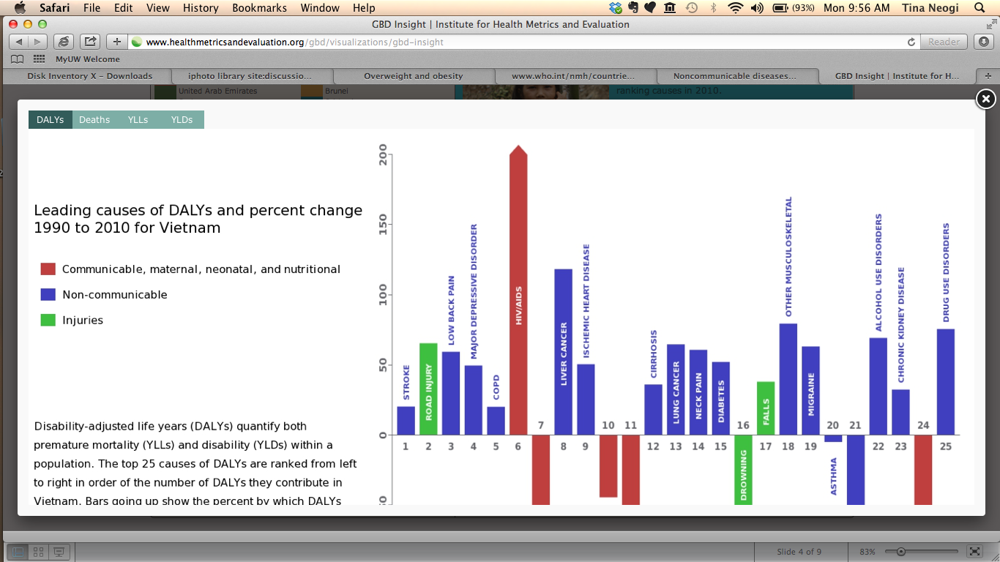 Safari File Edit View History Bookmarks Window Help (93%) Mon 9:56 AM Tina Neogi
GBD Insight | Institute for Health Metrics and Evaluation
www.healthmetricsandevaluation.org/gbd/visualizations/gbd-insight Reader
MyUW Welcome
Disk Inventory X – Downloads iphoto library site:discussio... Overweight and obesity www.who.int/nmh/countrie... Noncommunicable diseases... GBD Insight | Institute for H...
United Arab Emirates Brunei ranking causes in 2010.
DALYs Deaths YLLs YLDs
Leading causes of DALYs and percent change
1990 to 2010 for Vietnam
Communicable, maternal, neonatal, and nutritional
Non-communicable
Injuries
Disability-adjusted life years (DALYs) quantify both
premature mortality (YLLs) and disability (YLDs) within a
population. The top 25 causes of DALYs are ranked from left
to right in order of the number of DALYs they contribute in
Vietnam. Bars going up show the percent by which DALYs
200
150
100
50
0
STROKE
ROAD INJURY
LOW BACK PAIN
MAJOR DEPRESSIVE DISORDER
COPD
HIV/AIDS
LIVER CANCER
ISCHEMIC HEART DISEASE
CIRRHOSIS
LUNG CANCER
NECK PAIN
DIABETES
DROWNING
FALLS
OTHER MUSCULOSKELETAL
MIGRAINE
ASTHMA
ALCOHOL USE DISORDERS
CHRONIC KIDNEY DISEASE
DRUG USE DISORDERS
7 10 11 16 20 21 24
1 2 3 4 5 6 8 9 12 13 14 15 17 18 19 22 23 25
Slide 4 of 9 83%